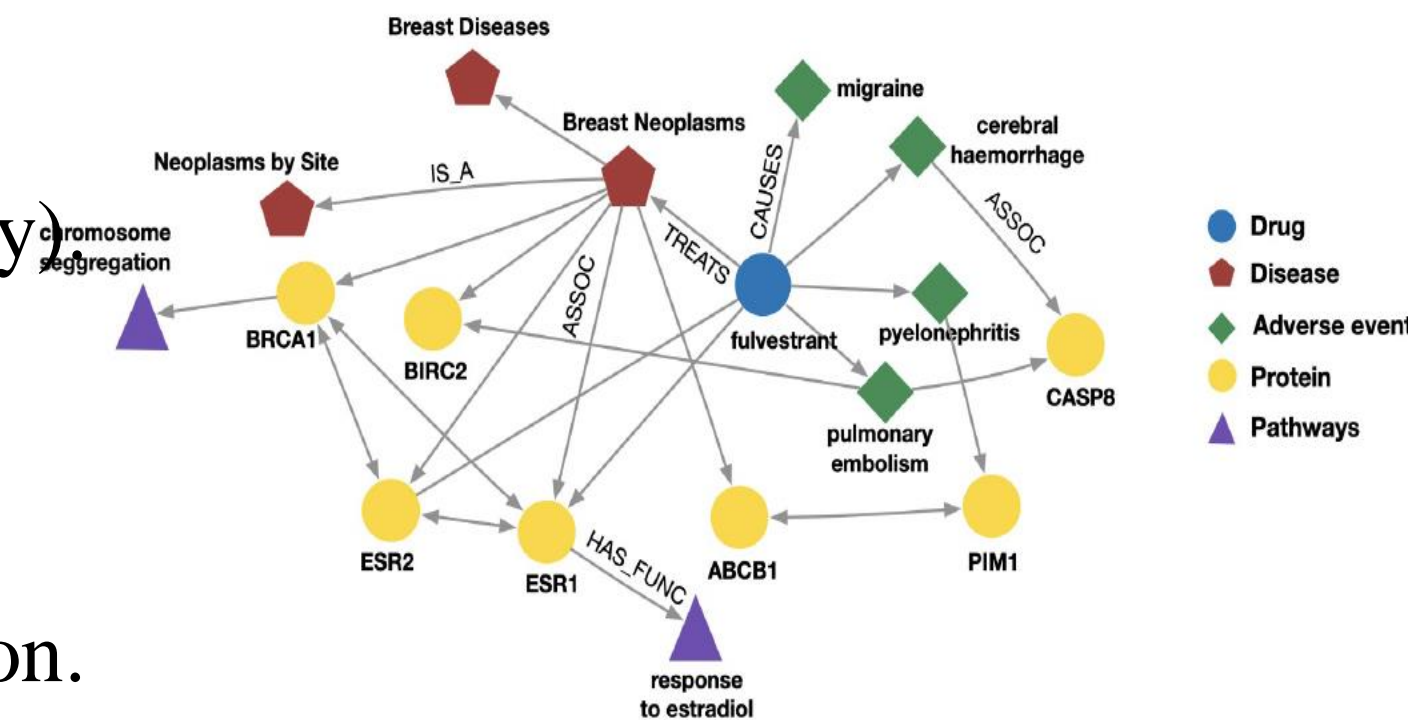 Breast Diseases
migraine
Breast Neoplasms
cerebral
haemorrhage
Neoplasms by Site
IS_A
CAUSES
ASSOC
y).
chromosome
seggregation
TREATS
ASSOC
BRCA1
BIRC2
fulvestrant
pyelonephritis
CASP8
pulmonary
embolism
ESR2
ESR1
HAS_FUNC
ABCB1
PIM1
response
to estradiol
on.
Drug
Disease
Adverse event
Protein
Pathways